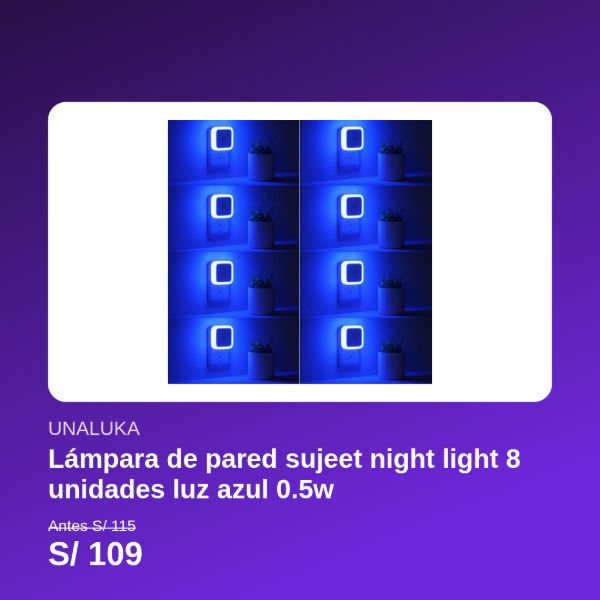 UNALUKA
Lámpara de pared sujeet night light 8
unidades luz azul 0.5w
Antes S/ 115
S/ 109